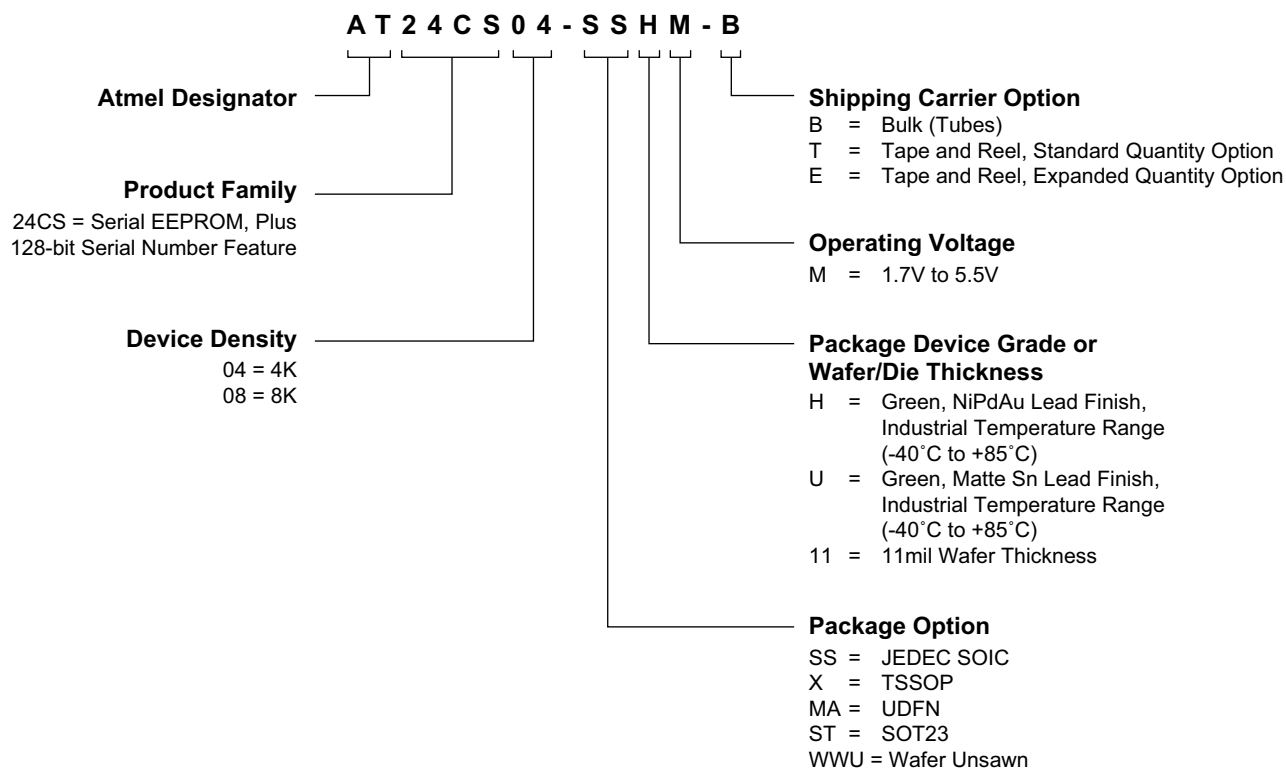 AT24CS04-SSHM-B
Atmel Designator
Product Family
24CS = Serial EEPROM, Plus
128-bit Serial Number Feature
Device Density
04 = 4K
08 = 8K
Shipping Carrier Option
B = Bulk (Tubes)
T = Tape and Reel, Standard Quantity Option
E = Tape and Reel, Expanded Quantity Option
Operating Voltage
M = 1.7V to 5.5V
Package Device Grade or
Wafer/Die Thickness
H = Green, NiPdAu Lead Finish,
Industrial Temperature Range
(-40˚C to +85˚C)
U = Green, Matte Sn Lead Finish,
Industrial Temperature Range
(-40˚C to +85˚C)
11 = 11mil Wafer Thickness
Package Option
SS = JEDEC SOIC
X = TSSOP
MA = UDFN
ST = SOT23
WWU = Wafer Unsawn